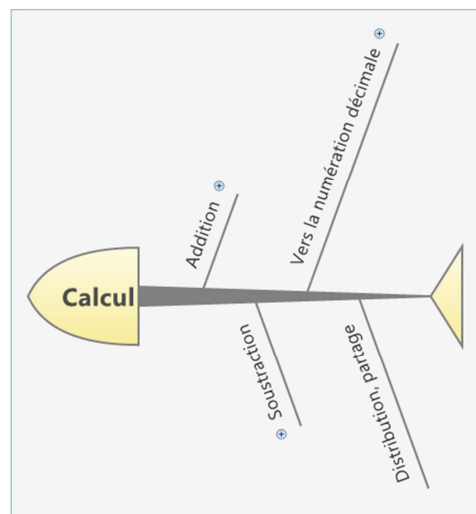 Calcul
Addition
Vers la numération décimale
Soustraction
Distribution, partage